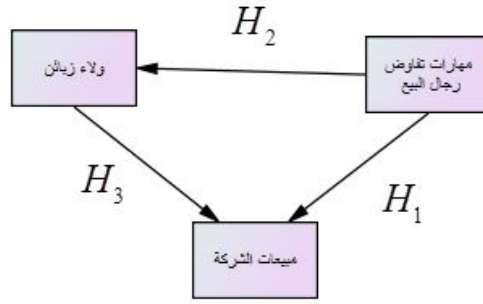 H₂
مهارات تفاوض
رجال البيع
ولاء زبائن
H₃
H₁
مبيعات الشركة